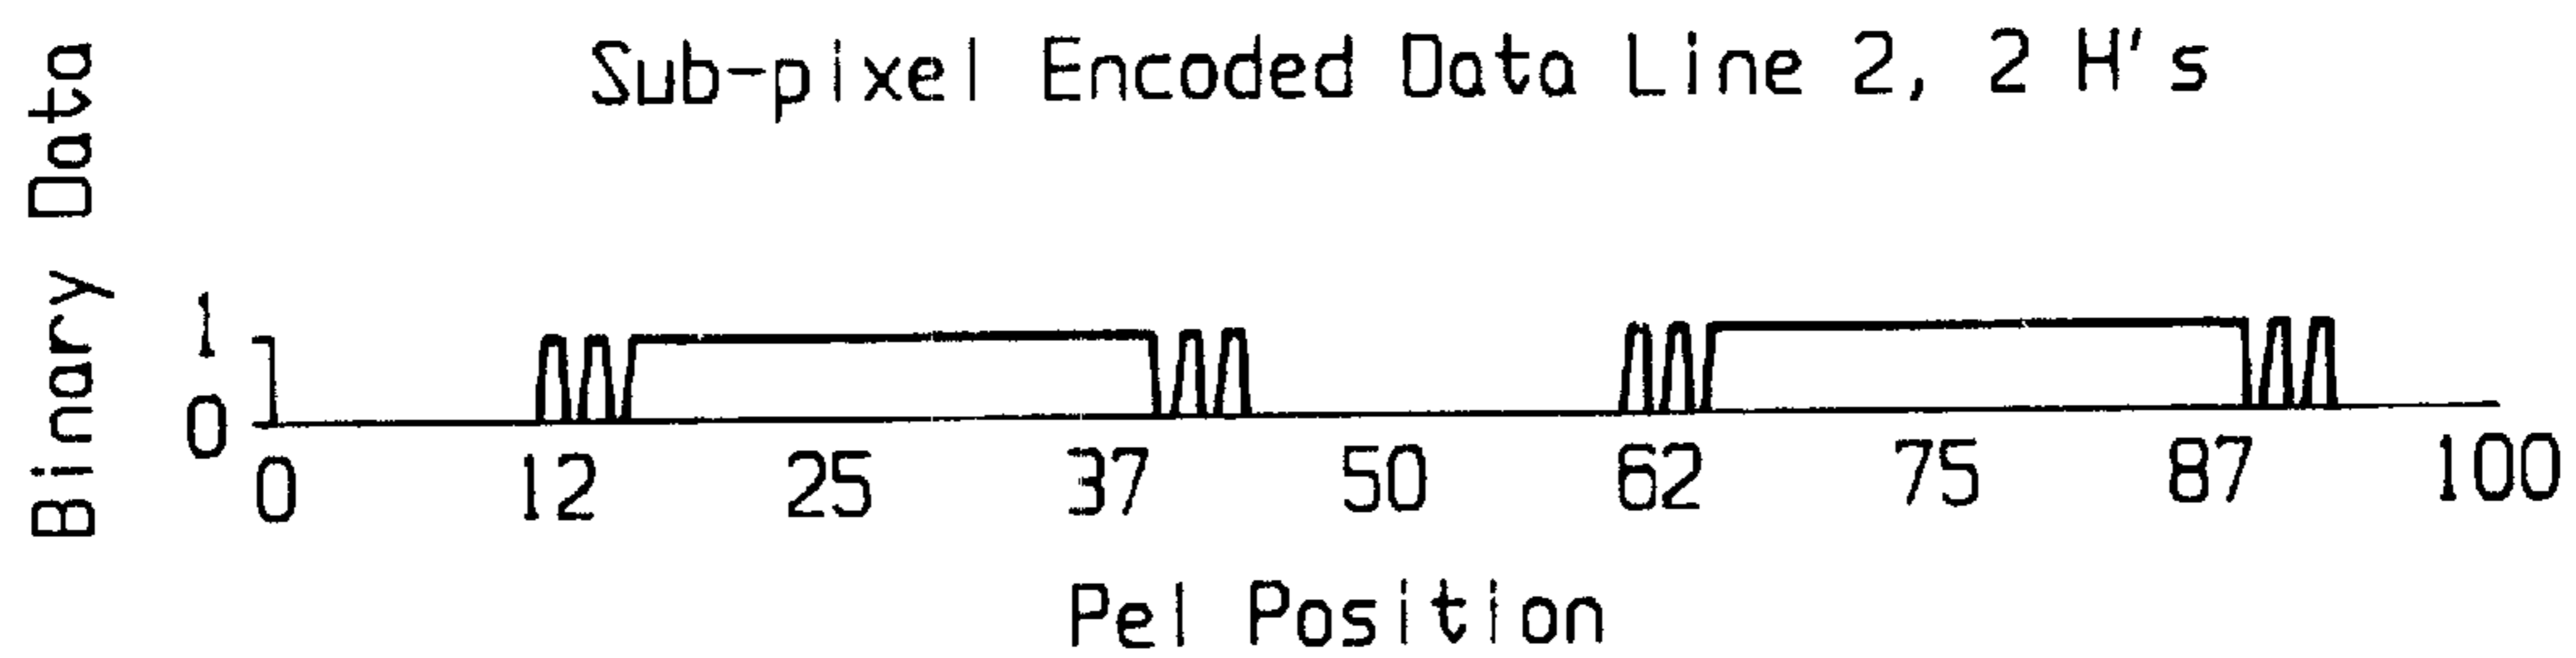 Sub-pixel Encoded Data Line 2, 2 H's
Binary Data
1
0
0 12 25 37 50 62 75 87 100
Pel Position